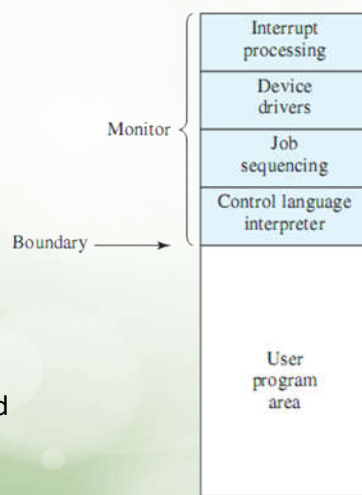 Interrupt
processing
Device
drivers
Monitor
Job
sequencing
Control language
interpreter
Boundary
User
program
area
d